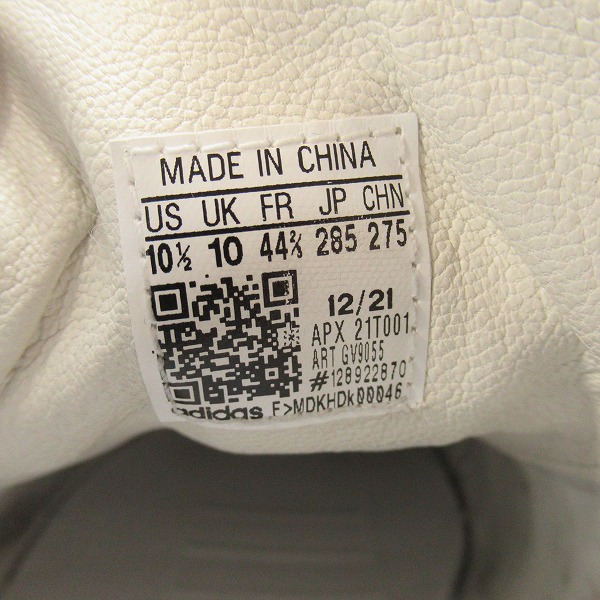 MADE IN CHINA
US UK FR JP CHN
10½ 10 44⅔ 285 275
12/21
APX 21T001
ART GV9055
#128922870
adidas F>MDKHDk00046